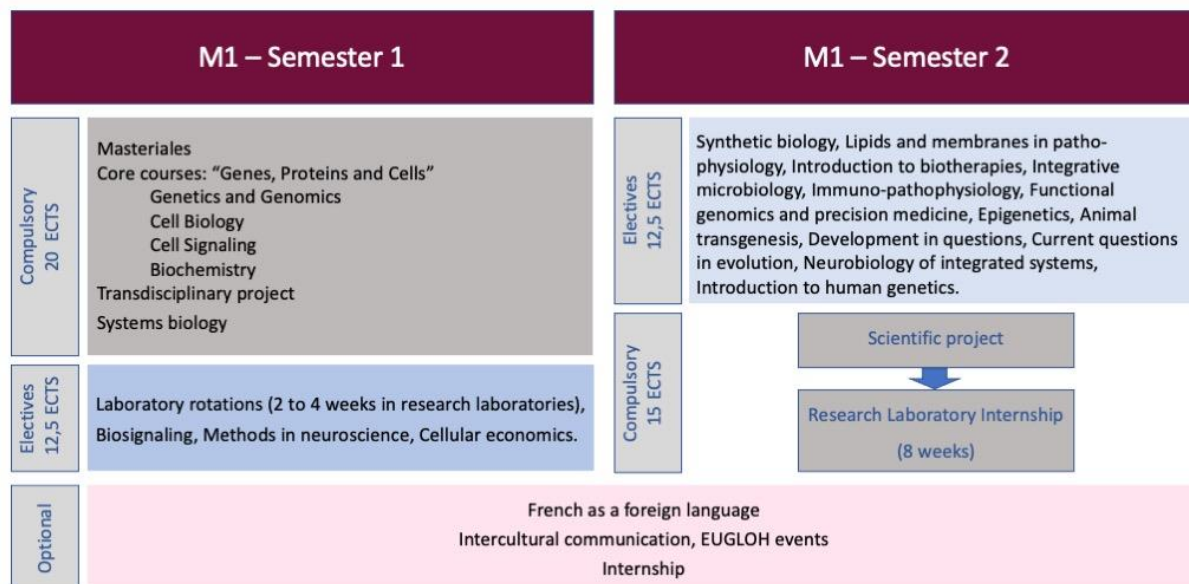 M1 – Semester 1
Compulsory
20 ECTS
Masteriales
Core courses: “Genes, Proteins and Cells”
Genetics and Genomics
Cell Biology
Cell Signaling
Biochemistry
Transdisciplinary project
Systems biology
Electives
12,5 ECTS
Laboratory rotations (2 to 4 weeks in research laboratories),
Biosignaling, Methods in neuroscience, Cellular economics.
M1 – Semester 2
Electives
12,5 ECTS
Synthetic biology, Lipids and membranes in patho-
physiology, Introduction to biotherapies, Integrative
microbiology, Immuno-pathophysiology, Functional
genomics and precision medicine, Epigenetics, Animal
transgenesis, Development in questions, Current questions
in evolution, Neurobiology of integrated systems,
Introduction to human genetics.
Compulsory
15 ECTS
Scientific project
Research Laboratory Internship
(8 weeks)
Optional
French as a foreign language
Intercultural communication, EUGLOH events
Internship